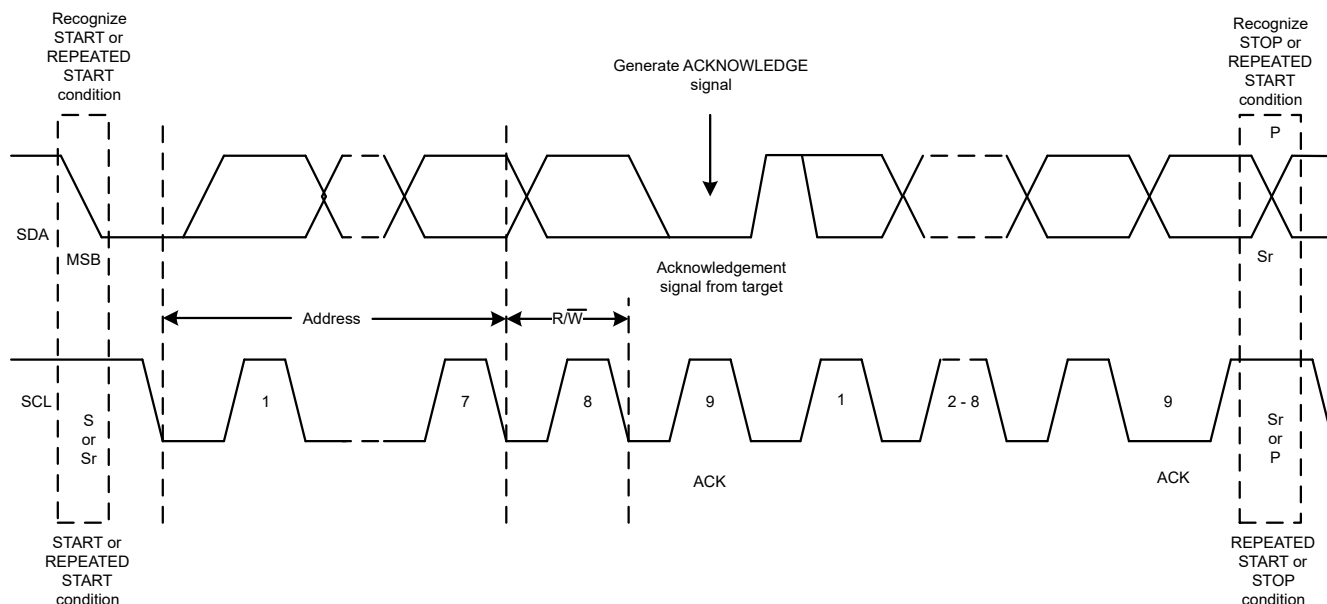 Recognize
START or
REPEATED
START
condition
Generate ACKNOWLEDGE
signal
Recognize
STOP or
REPEATED
START
condition
P
SDA
MSB
Acknowledgement
signal from target
Sr
Address
R/W̅
SCL
1
7
8
9
1
2 - 8
9
S
or
Sr
ACK
ACK
Sr
or
P
START or
REPEATED
START
condition
REPEATED
START or
STOP
condition